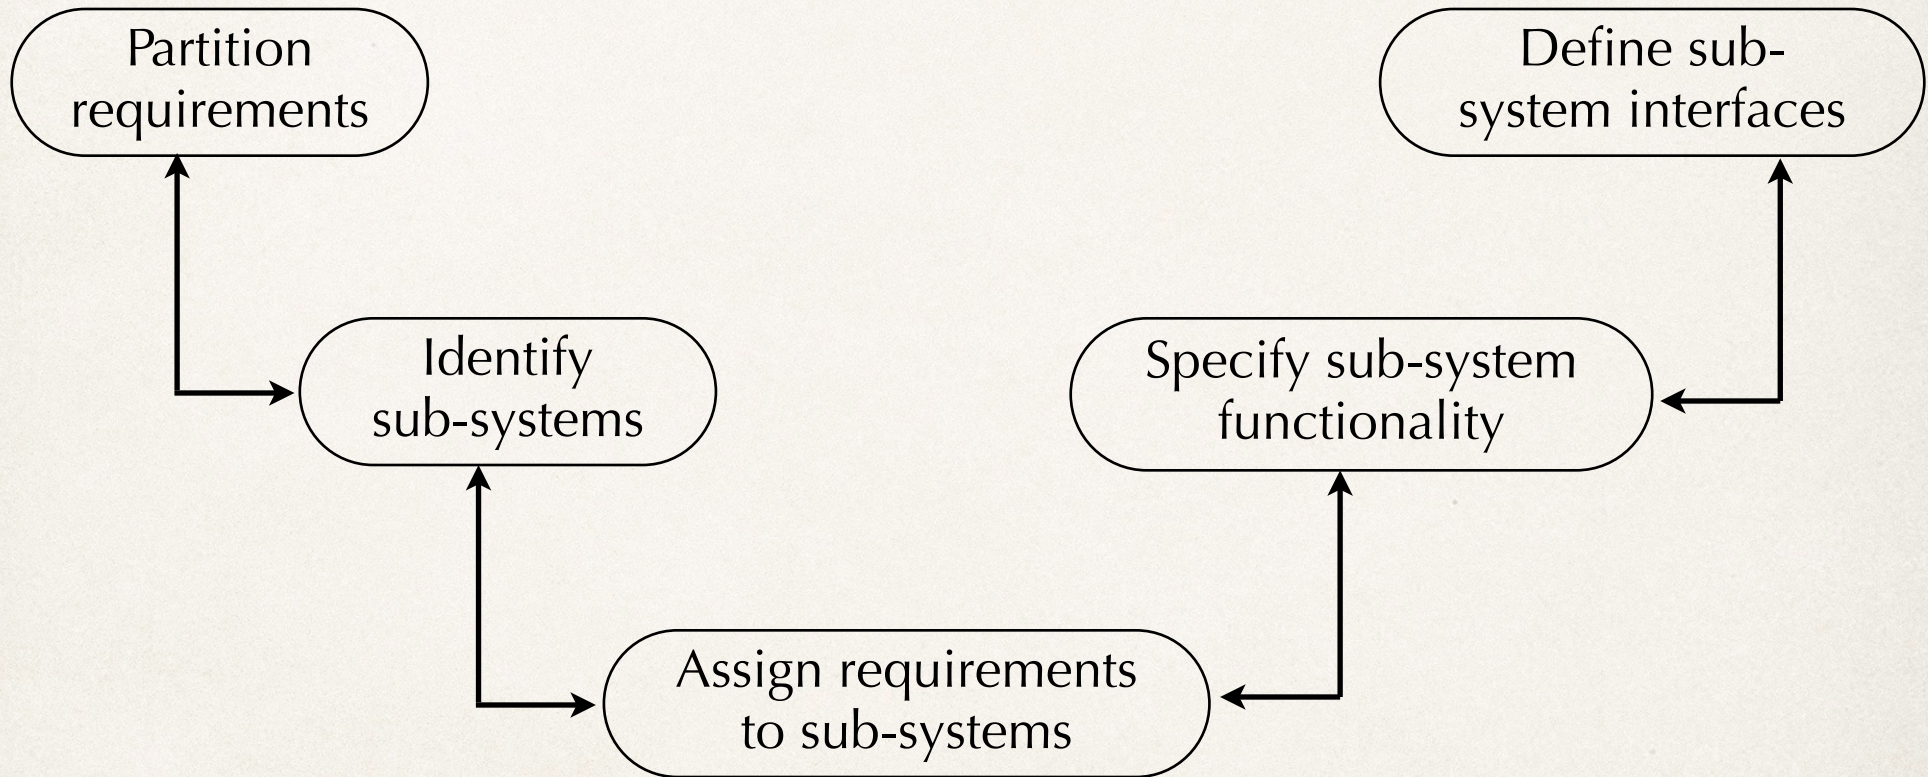 Partition
requirements
Define sub-
system interfaces
Identify
sub-systems
Specify sub-system
functionality
Assign requirements
to sub-systems